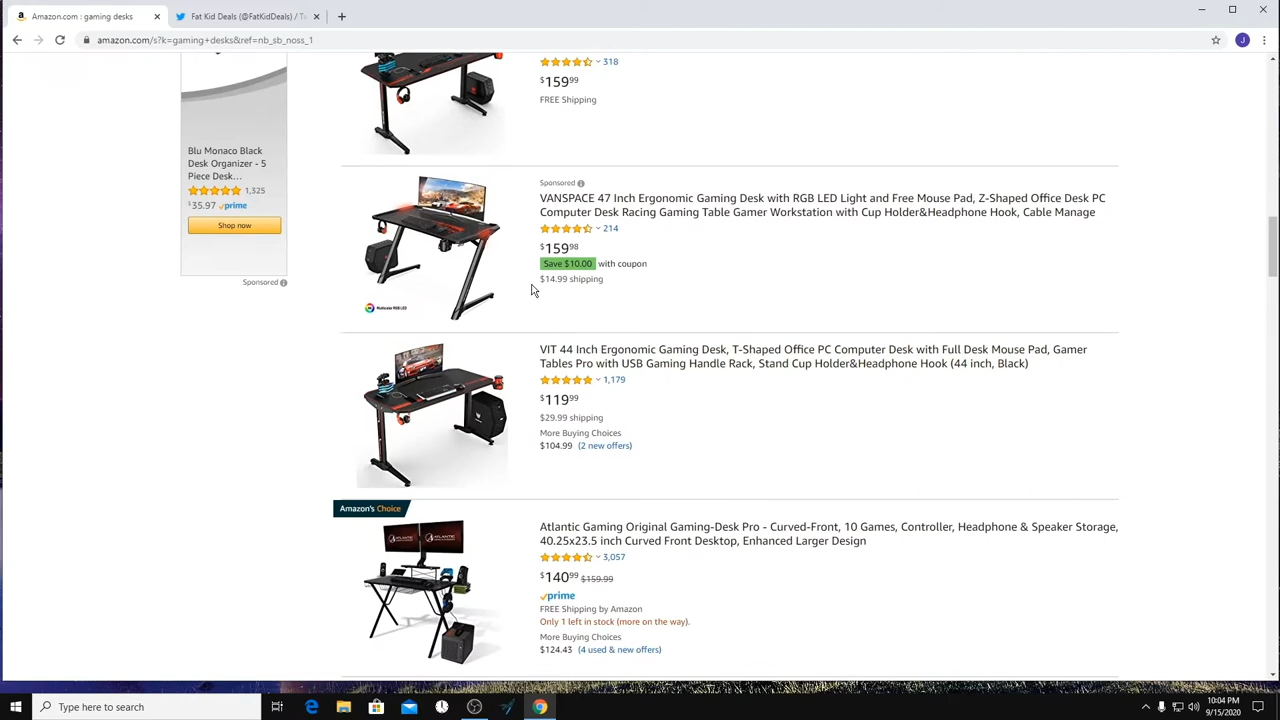 Amazon.com : gaming desks
Fat Kid Deals (@FatKidDeals) / T
amazon.com/s?k=gaming+desks&ref=nb_sb_noss_1
J
318
$15999
FREE Shipping
Blu Monaco Black
Desk Organizer - 5
Piece Desk...
1,325
$35.97 prime
Shop now
Sponsored
Sponsored
VANSPACE 47 Inch Ergonomic Gaming Desk with RGB LED Light and Free Mouse Pad, Z-Shaped Office Desk PC
Computer Desk Racing Gaming Table Gamer Workstation with Cup Holder&Headphone Hook, Cable Manage
214
$15998
Save $10.00 with coupon
$14.99 shipping
Multicolor RGB LED
VIT 44 Inch Ergonomic Gaming Desk, T-Shaped Office PC Computer Desk with Full Desk Mouse Pad, Gamer
Tables Pro with USB Gaming Handle Rack, Stand Cup Holder&Headphone Hook (44 inch, Black)
1,179
$11999
$29.99 shipping
More Buying Choices
$104.99 (2 new offers)
Amazon's Choice
Atlantic Gaming Original Gaming-Desk Pro - Curved-Front, 10 Games, Controller, Headphone & Speaker Storage,
40.25x23.5 inch Curved Front Desktop, Enhanced Larger Design
3,057
$14099 $159.99
prime
FREE Shipping by Amazon
Only 1 left in stock (more on the way).
More Buying Choices
$124.43 (4 used & new offers)
ATLANTIC ATLANTIC
Type here to search
10:04 PM
9/15/2020